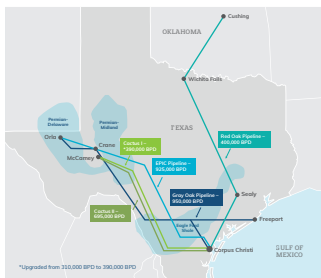 Cushing
OKLAHOMA
Wichita Falls
Permian-
Delaware
Permian-
Midland
TEXAS
Orla
Crane
McCamey
Cactus I –
*390,000 BPD
Red Oak Pipeline –
400,000 BPD
EPIC Pipeline –
825,000 BPD
Gray Oak Pipeline –
950,000 BPD
Cactus II –
685,000 BPD
Sealy
Freeport
Eagle Ford
Shale
Corpus Christi
GULF OF
MEXICO
*Upgraded from 310,000 BPD to 390,000 BPD